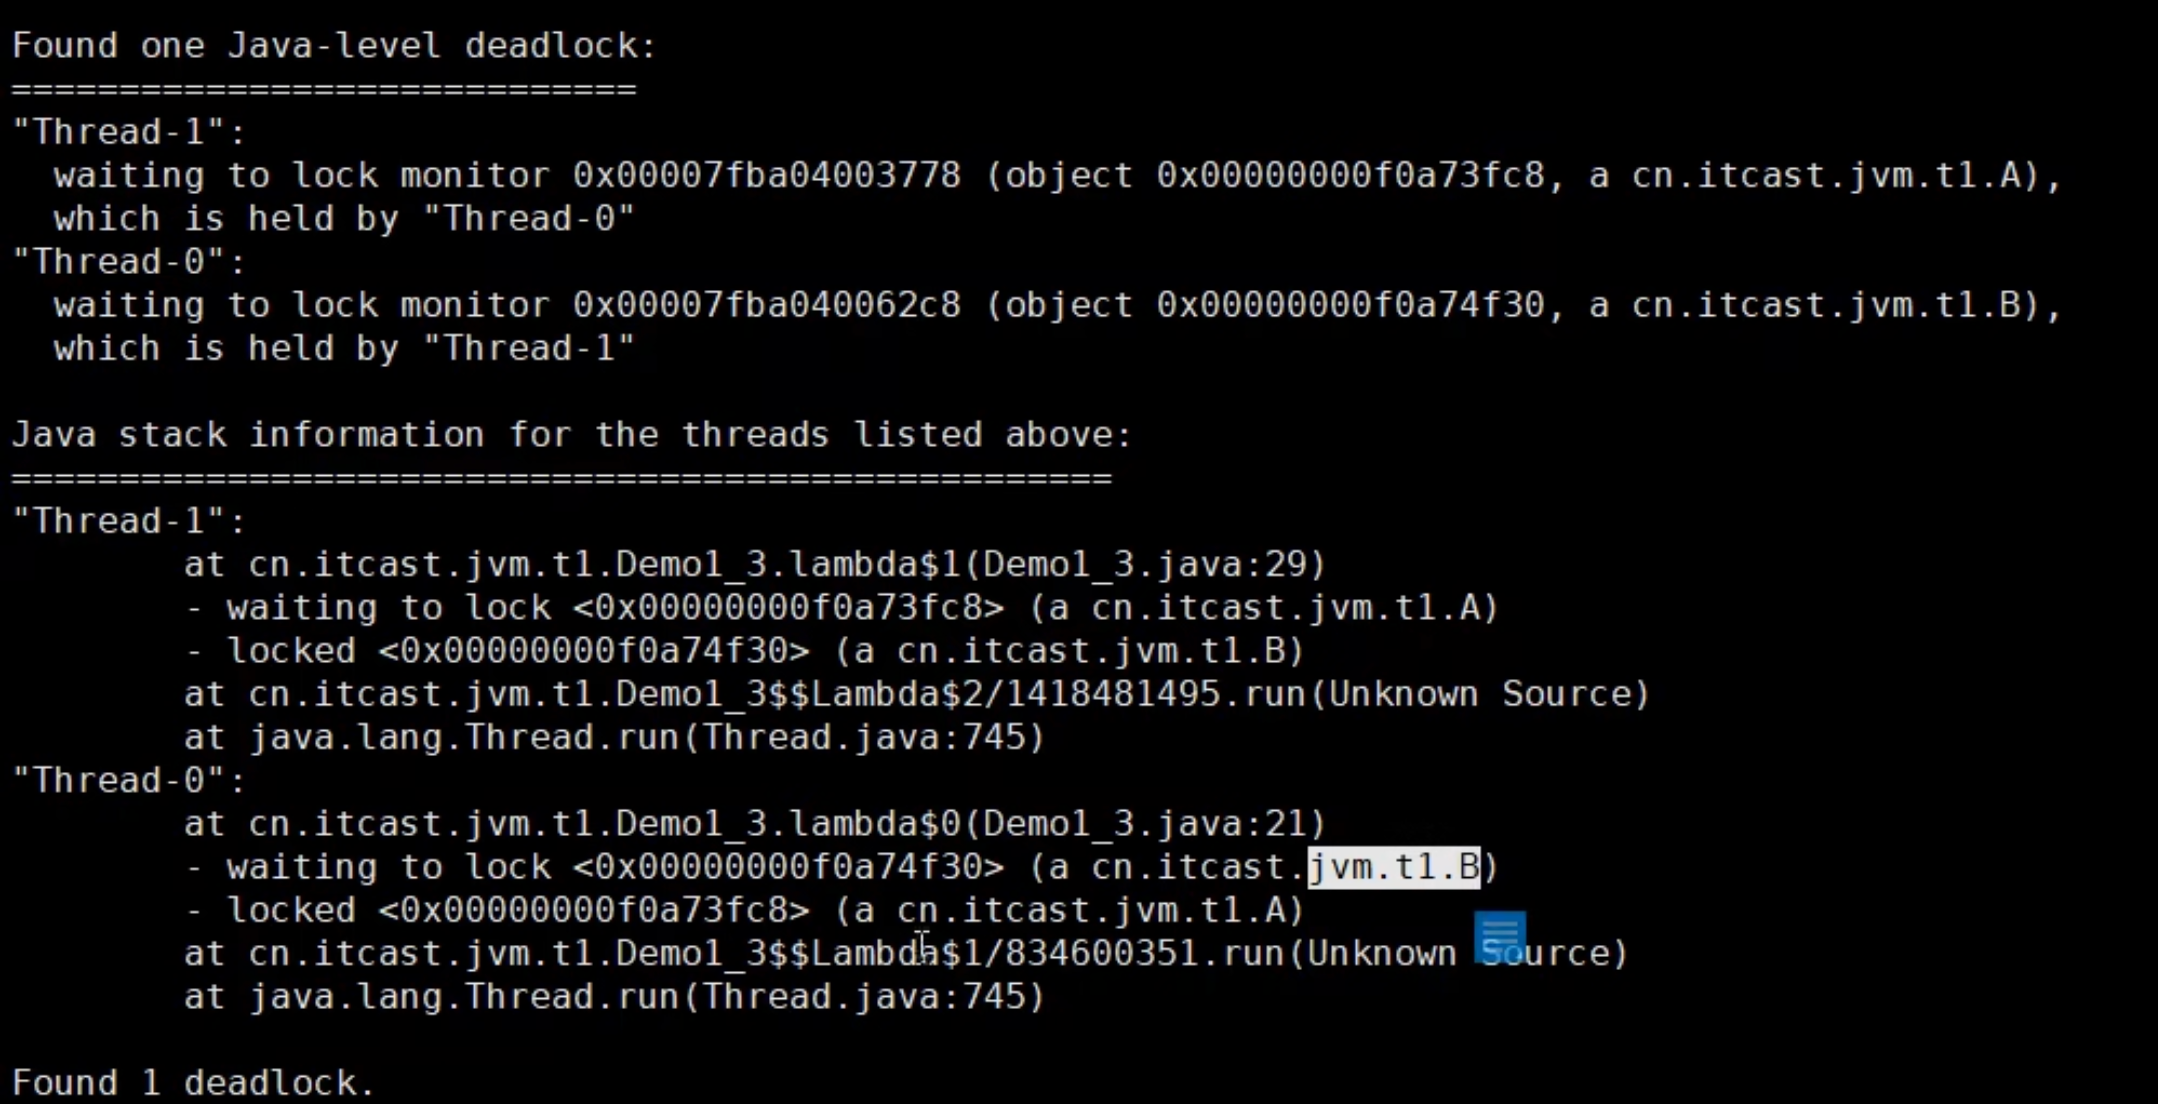 Found one Java-level deadlock:
=============================
"Thread-1":
  waiting to lock monitor 0x00007fba04003778 (object 0x00000000f0a73fc8, a cn.itcast.jvm.t1.A),
  which is held by "Thread-0"
"Thread-0":
  waiting to lock monitor 0x00007fba040062c8 (object 0x00000000f0a74f30, a cn.itcast.jvm.t1.B),
  which is held by "Thread-1"

Java stack information for the threads listed above:
===================================================
"Thread-1":
        at cn.itcast.jvm.t1.Demo1_3.lambda$1(Demo1_3.java:29)
        - waiting to lock <0x00000000f0a73fc8> (a cn.itcast.jvm.t1.A)
        - locked <0x00000000f0a74f30> (a cn.itcast.jvm.t1.B)
        at cn.itcast.jvm.t1.Demo1_3$$Lambda$2/1418481495.run(Unknown Source)
        at java.lang.Thread.run(Thread.java:745)
"Thread-0":
        at cn.itcast.jvm.t1.Demo1_3.lambda$0(Demo1_3.java:21)
        - waiting to lock <0x00000000f0a74f30> (a cn.itcast.jvm.t1.B)
        - locked <0x00000000f0a73fc8> (a cn.itcast.jvm.t1.A)
        at cn.itcast.jvm.t1.Demo1_3$$Lambda$1/834600351.run(Unknown Source)
        at java.lang.Thread.run(Thread.java:745)

Found 1 deadlock.